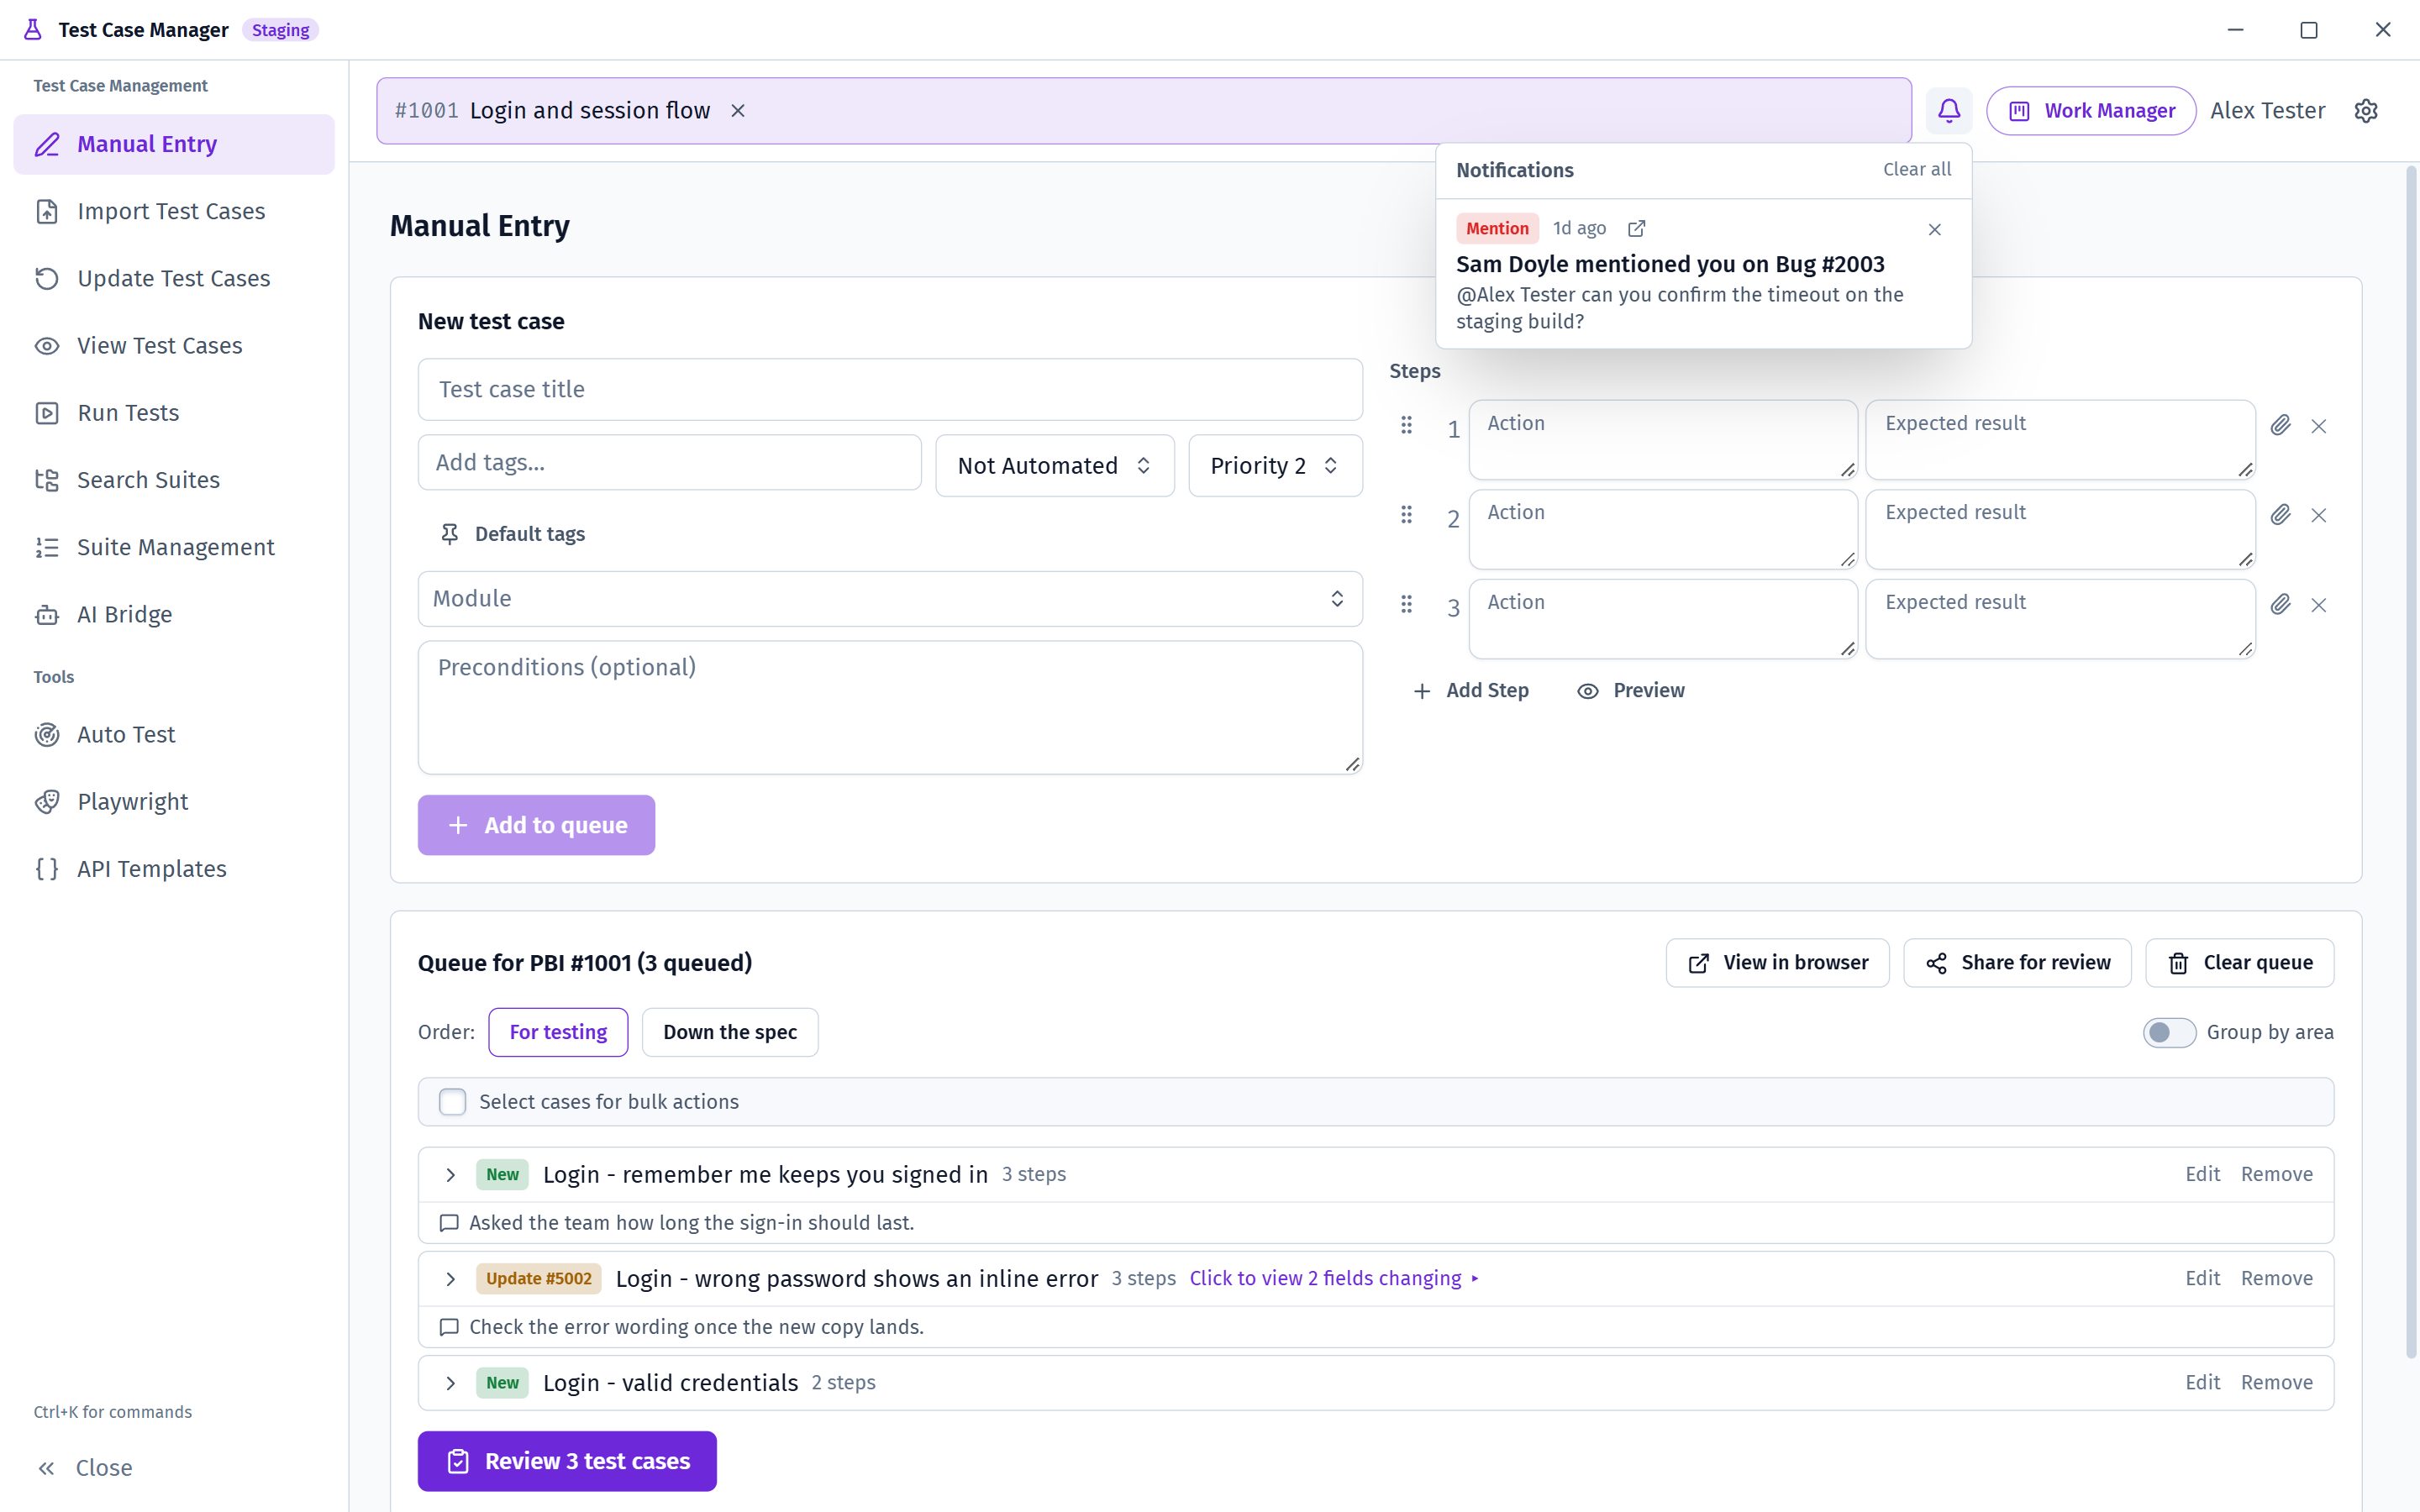 Test Case Manager Staging
Test Case Management
Manual Entry
Import Test Cases
Update Test Cases
View Test Cases
Run Tests
Search Suites
Suite Management
AI Bridge
Tools
Auto Test
Playwright
API Templates
Ctrl+K for commands
Close
#1001 Login and session flow
Work Manager
Alex Tester
Notifications
Clear all
Mention 1d ago
Sam Doyle mentioned you on Bug #2003
@Alex Tester can you confirm the timeout on the
staging build?
Manual Entry
New test case
Test case title
Add tags...
Not Automated
Priority 2
Default tags
Module
Preconditions (optional)
Add to queue
Steps
1 Action Expected result
2 Action Expected result
3 Action Expected result
Add Step Preview
Queue for PBI #1001 (3 queued)
View in browser
Share for review
Clear queue
Order: For testing Down the spec
Group by area
Select cases for bulk actions
New Login - remember me keeps you signed in 3 steps Edit Remove
Asked the team how long the sign-in should last.
Update #5002 Login - wrong password shows an inline error 3 steps Click to view 2 fields changing ▸ Edit Remove
Check the error wording once the new copy lands.
New Login - valid credentials 2 steps Edit Remove
Review 3 test cases